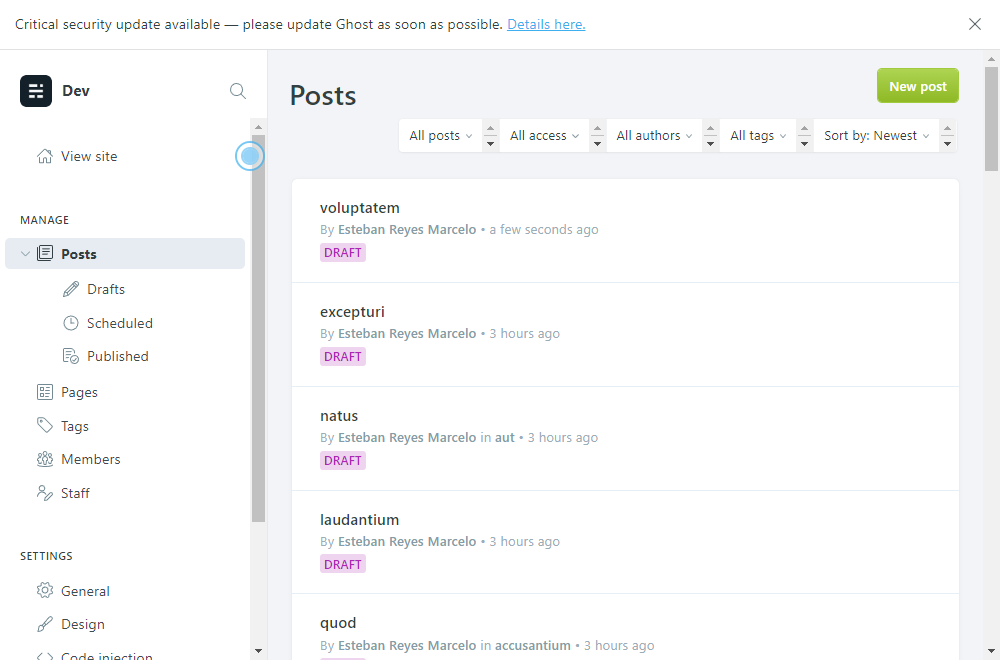 Critical security update available — please update Ghost as soon as possible. Details here.
Dev
View site
MANAGE
Posts
Drafts
Scheduled
Published
Pages
Tags
Members
Staff
SETTINGS
General
Design
Code injection
Posts
New post
All posts
All access
All authors
All tags
Sort by: Newest
voluptatem
By Esteban Reyes Marcelo • a few seconds ago
DRAFT
excepturi
By Esteban Reyes Marcelo • 3 hours ago
DRAFT
natus
By Esteban Reyes Marcelo in aut • 3 hours ago
DRAFT
laudantium
By Esteban Reyes Marcelo • 3 hours ago
DRAFT
quod
By Esteban Reyes Marcelo in accusantium • 3 hours ago